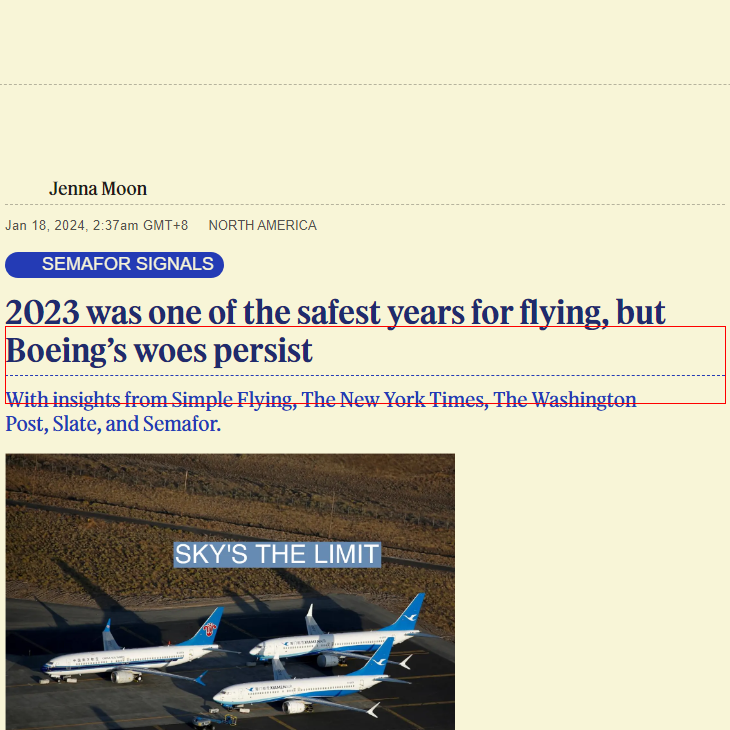 Jenna Moon
Jan 18, 2024, 2:37am GMT+8 NORTH AMERICA
SEMAFOR SIGNALS
2023 was one of the safest years for flying, but
Boeing’s woes persist
With insights from Simple Flying, The New York Times, The Washington
Post, Slate, and Semafor.
SKY'S THE LIMIT